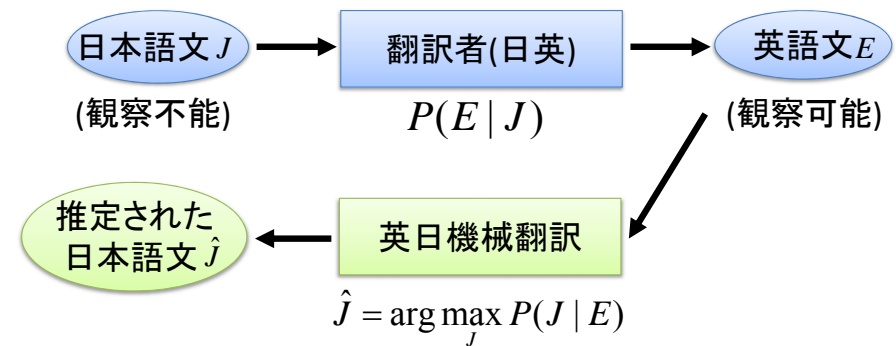 日本語文 J
翻訳者(日英)
英語文E
(観察不能)
P(E | J)
(観察可能)
推定された
日本語文 Ĵ
英日機械翻訳
Ĵ = arg max P(J | E)
J